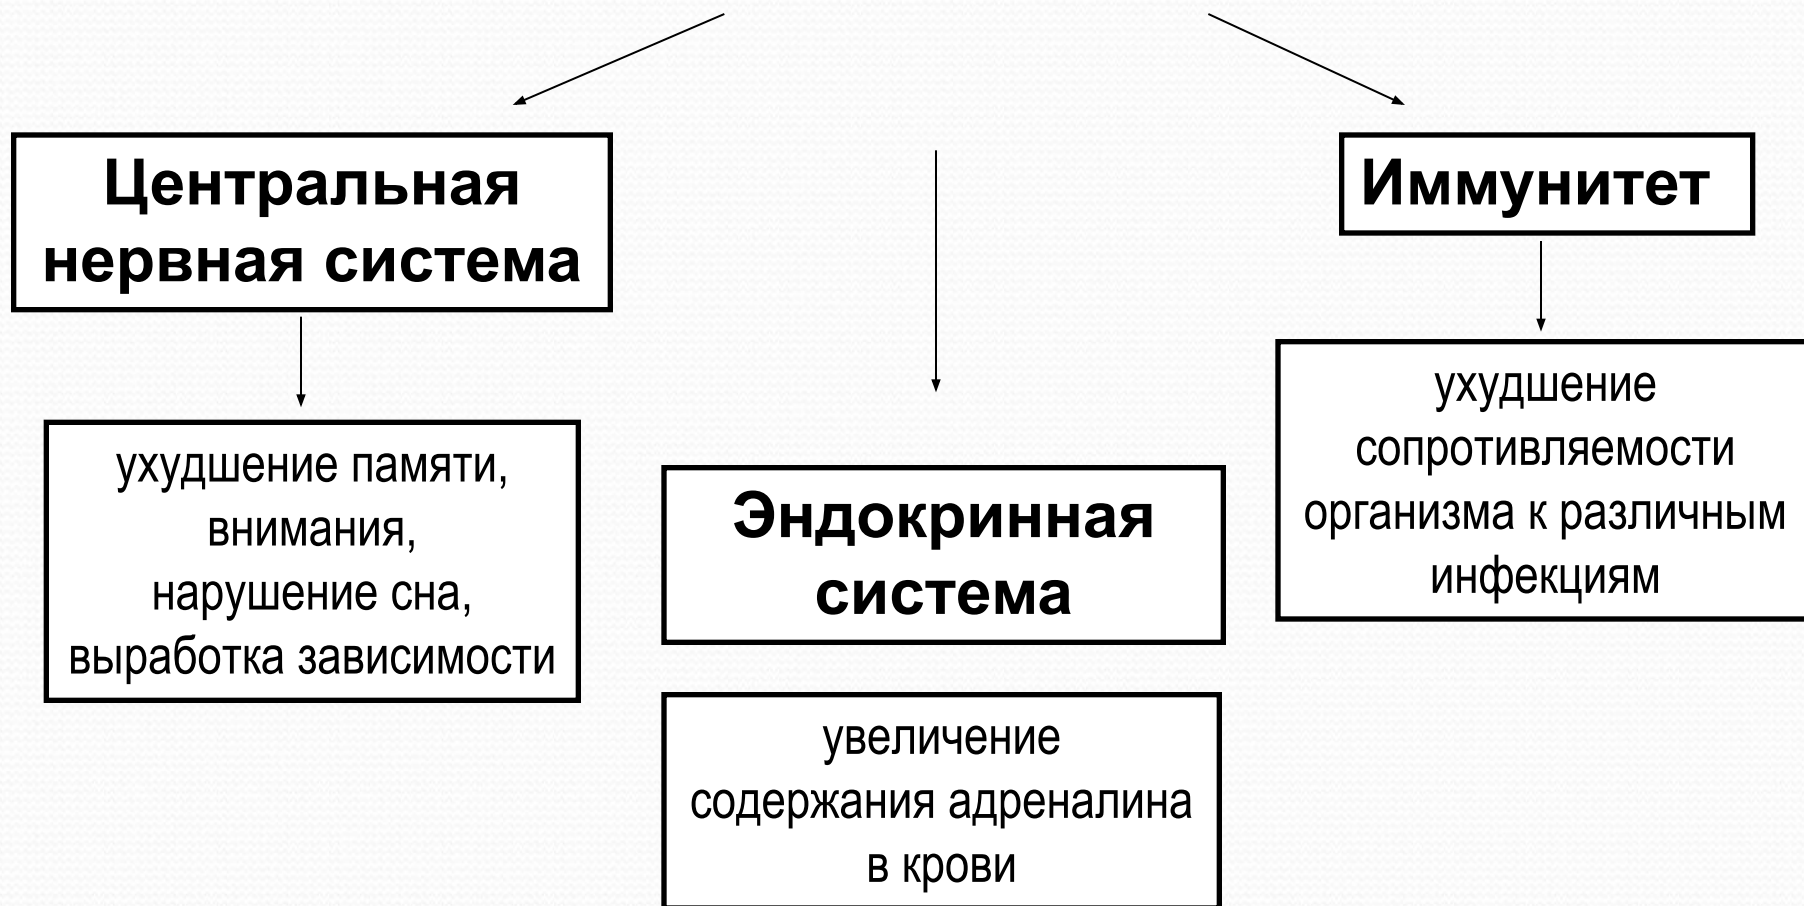 Центральная
нервная система
ухудшение памяти,
внимания,
нарушение сна,
выработка зависимости
Эндокринная
система
увеличение
содержания адреналина
в крови
Иммунитет
ухудшение
сопротивляемости
организма к различным
инфекциям